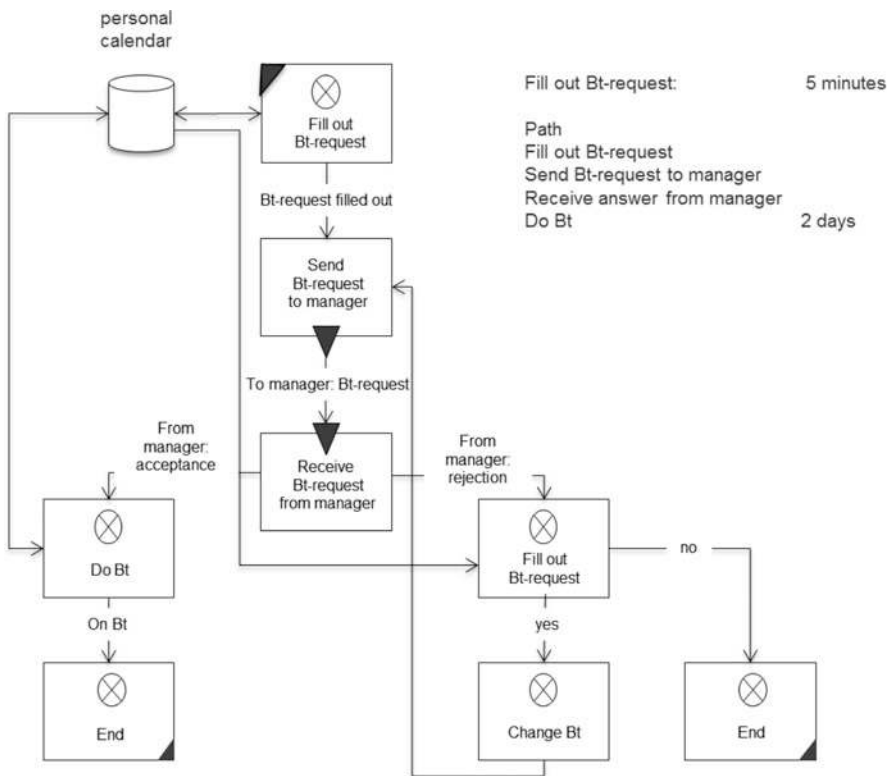 personal
calendar
Fill out
Bt-request
Fill out Bt-request: 5 minutes
Path
Fill out Bt-request
Send Bt-request to manager
Receive answer from manager
Do Bt 2 days
Bt-request filled out
Send
Bt-request
to manager
To manager: Bt-request
From
manager:
acceptance
Receive
Bt-request
from manager
From
manager:
rejection
Do Bt
Fill out
Bt-request
no
On Bt
yes
End
Change Bt
End